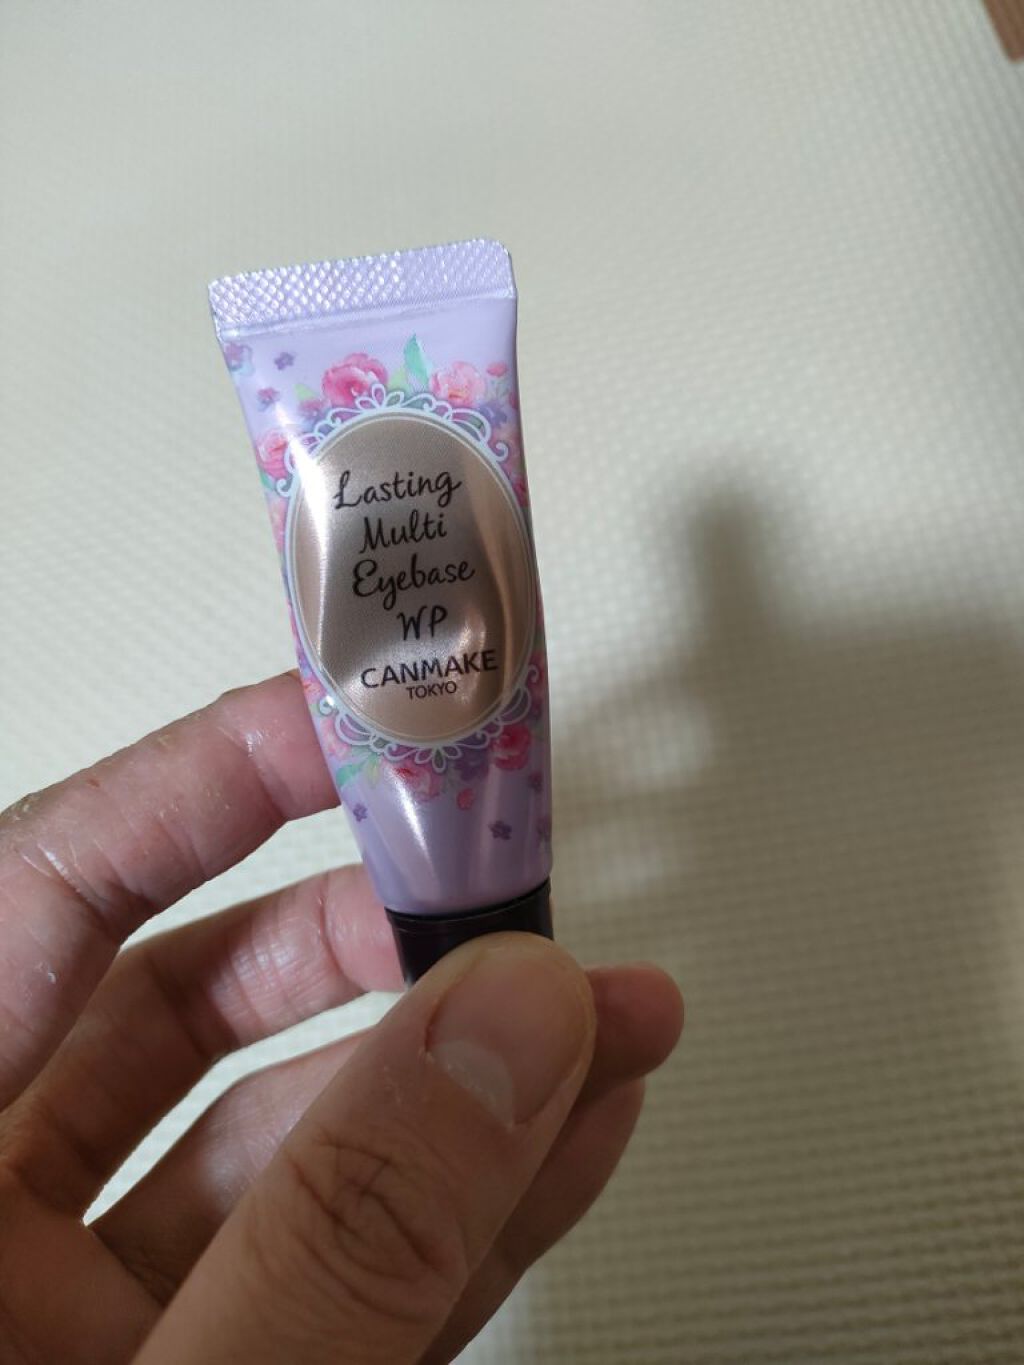 Lasting
Multi
Eyebase
WP
CANMAKE
TOKYO